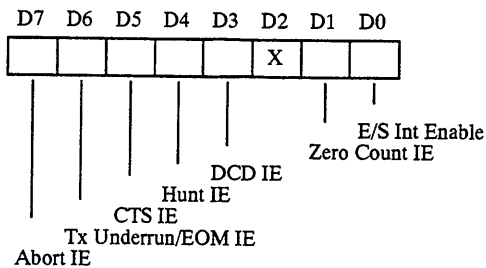 D7 D6 D5 D4 D3 D2 D1 D0
X
E/S Int Enable
Zero Count IE
DCD IE
Hunt IE
CTS IE
Tx Underrun/EOM IE
Abort IE